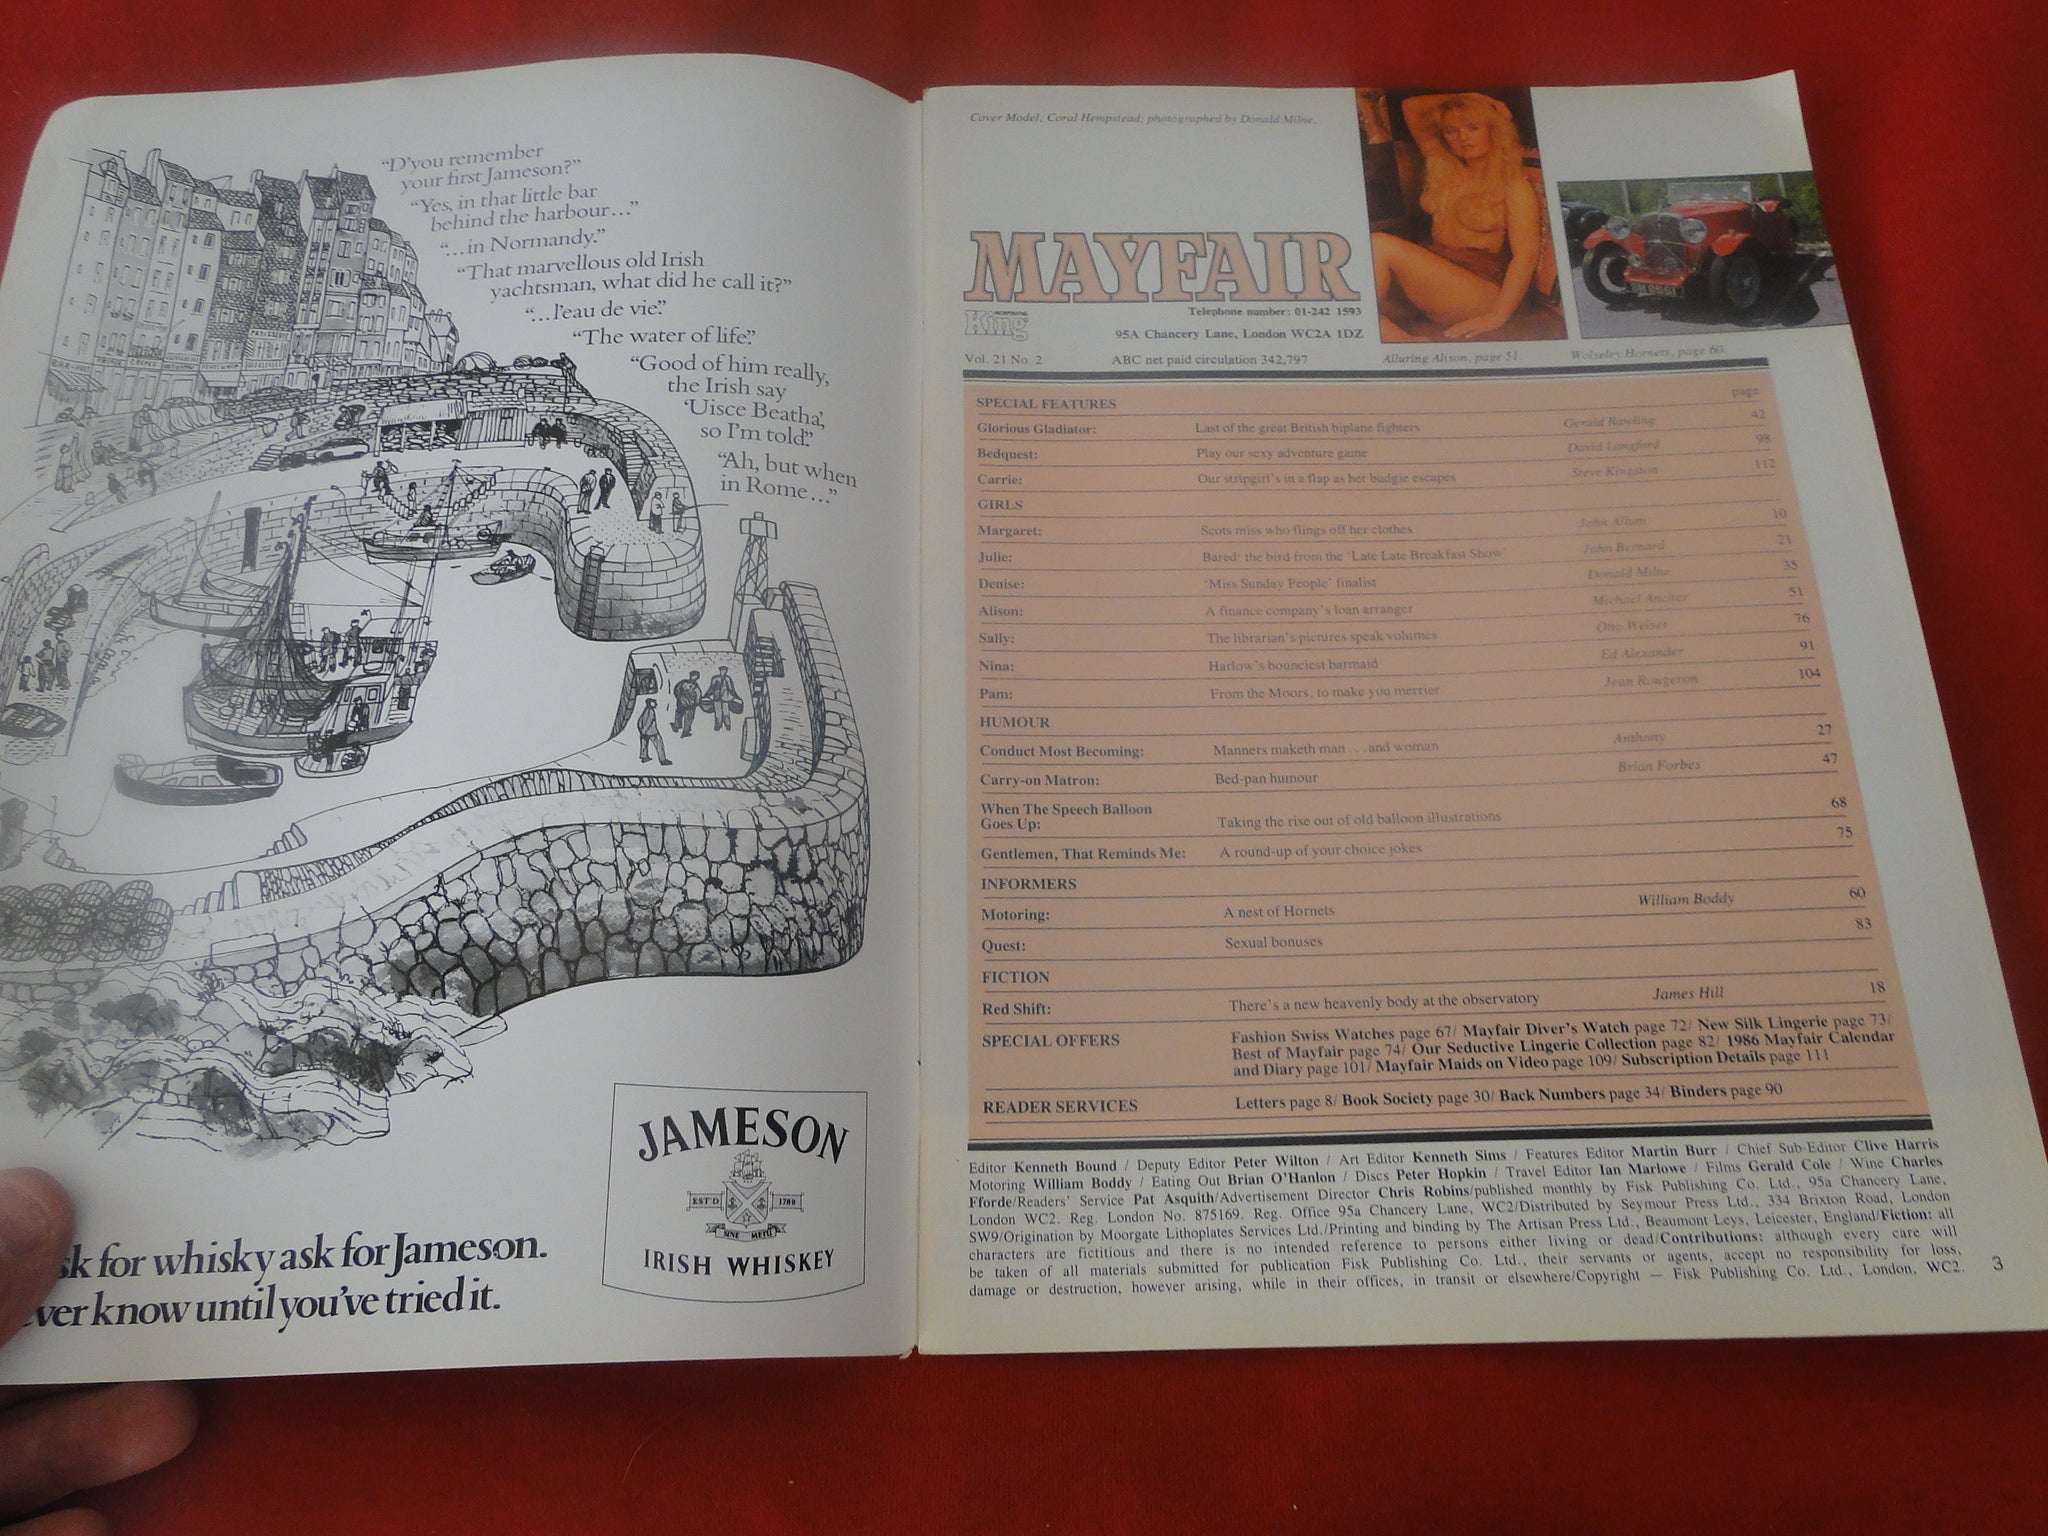 “D’you remember
your first Jameson?”
“Yes, in that little bar
behind the harbour...”
“...in Normandy.”
“That marvellous old Irish
yachtsman, what did he call it?”
“...l’eau de vie.”
“The water of life.”
“Good of him really,
the Irish say
‘Uisce Beatha,’
so I’m told.”
“Ah, but when
in Rome...”
JAMESON
EST'D 1780
SINE METU
IRISH WHISKEY
sk for whisky ask for Jameson.
ver know until you’ve tried it.
Cover Model, Coral Hempstead; photographed by Donald Milne.
MAYFAIR
INCORPORATING
King
Telephone number: 01-242 1593
95A Chancery Lane, London WC2A 1DZ
Vol. 21 No. 2 ABC net paid circulation 342,797
Alluring Alison, page 51.
Wolseley Hornets, page 60.
page
SPECIAL FEATURES
Glorious Gladiator: Last of the great British biplane fighters Gerald Rawling 42
Bedquest: Play our sexy adventure game David Langford 98
Carrie: Our stripgirl’s in a flap as her budgie escapes Steve Kingston 112
GIRLS
Margaret: Scots miss who flings off her clothes John Allum 10
Julie: Bared: the bird from the ‘Late Late Breakfast Show’ John Bernard 21
Denise: ‘Miss Sunday People’ finalist Donald Milne 35
Alison: A finance company’s loan arranger Michael Ancher 51
Sally: The librarian’s pictures speak volumes Otto Weiser 76
Nina: Harlow’s bounciest barmaid Ed Alexander 91
Pam: From the Moors, to make you merrier Jean Rougeron 104
HUMOUR
Conduct Most Becoming: Manners maketh man . . . and woman Anthony 27
Carry-on Matron: Bed-pan humour Brian Forbes 47
When The Speech Balloon
Goes Up: Taking the rise out of old balloon illustrations 68
Gentlemen, That Reminds Me: A round-up of your choice jokes 75
INFORMERS
Motoring: A nest of Hornets William Boddy 60
Quest: Sexual bonuses 83
FICTION
Red Shift: There’s a new heavenly body at the observatory James Hill 18
SPECIAL OFFERS Fashion Swiss Watches page 67/ Mayfair Diver’s Watch page 72/ New Silk Lingerie page 73/
Best of Mayfair page 74/ Our Seductive Lingerie Collection page 82/ 1986 Mayfair Calendar
and Diary page 101/ Mayfair Maids on Video page 109/ Subscription Details page 111
READER SERVICES Letters page 8/ Book Society page 30/ Back Numbers page 34/ Binders page 90
Editor Kenneth Bound / Deputy Editor Peter Wilton / Art Editor Kenneth Sims / Features Editor Martin Burr / Chief Sub-Editor Clive Harris
Motoring William Boddy / Eating Out Brian O’Hanlon / Discs Peter Hopkin / Travel Editor Ian Marlowe / Films Gerald Cole / Wine Charles
Fforde/Readers’ Service Pat Asquith/Advertisement Director Chris Robins/published monthly by Fisk Publishing Co. Ltd., 95a Chancery Lane,
London WC2. Reg. London No. 875169. Reg. Office 95a Chancery Lane, WC2/Distributed by Seymour Press Ltd., 334 Brixton Road, London
SW9/Origination by Moorgate Lithoplates Services Ltd./Printing and binding by The Artisan Press Ltd., Beaumont Leys, Leicester, England/Fiction: all
characters are fictitious and there is no intended reference to persons either living or dead/Contributions: although every care will
be taken of all materials submitted for publication Fisk Publishing Co. Ltd., their servants or agents, accept no responsibility for loss,
damage or destruction, however arising, while in their offices, in transit or elsewhere/Copyright — Fisk Publishing Co. Ltd., London, WC2.
3